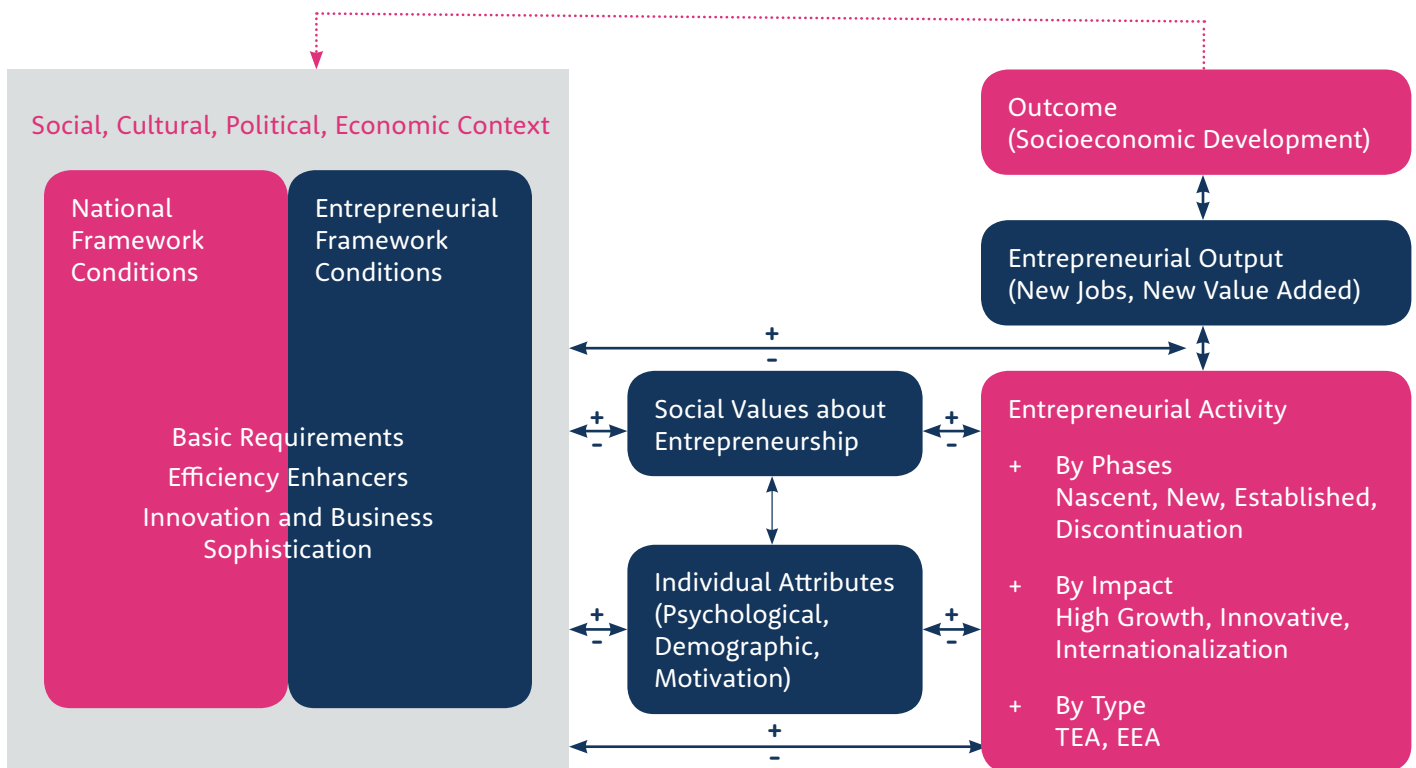 Social, Cultural, Political, Economic Context
National
Framework
Conditions
Entrepreneurial
Framework
Conditions
Basic Requirements
Efficiency Enhancers
Innovation and Business
Sophistication
Outcome
(Socioeconomic Development)
Entrepreneurial Output
(New Jobs, New Value Added)
+
-
+
-
Social Values about
Entrepreneurship
+
-
+
-
Individual Attributes
(Psychological,
Demographic,
Motivation)
+
-
+
-
Entrepreneurial Activity
+ By Phases
Nascent, New, Established,
Discontinuation
+ By Impact
High Growth, Innovative,
Internationalization
+ By Type
TEA, EEA